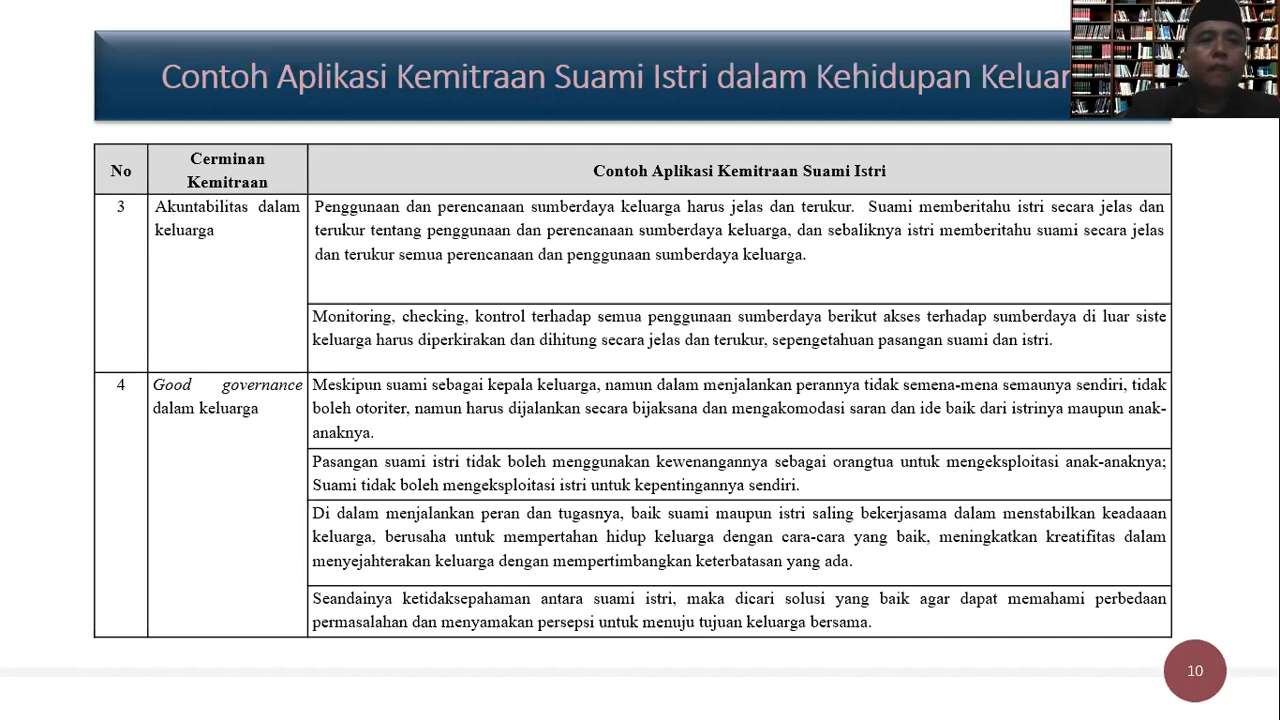 Contoh Aplikasi Kemitraan Suami Istri dalam Kehidupan Keluar
No
Cerminan
Kemitraan
Contoh Aplikasi Kemitraan Suami Istri
3
Akuntabilitas dalam
keluarga
Penggunaan dan perencanaan sumberdaya keluarga harus jelas dan terukur. Suami memberitahu istri secara jelas dan
terukur tentang penggunaan dan perencanaan sumberdaya keluarga, dan sebaliknya istri memberitahu suami secara jelas
dan terukur semua perencanaan dan penggunaan sumberdaya keluarga.
Monitoring, checking, kontrol terhadap semua penggunaan sumberdaya berikut akses terhadap sumberdaya di luar siste
keluarga harus diperkirakan dan dihitung secara jelas dan terukur, sepengetahuan pasangan suami dan istri.
4
Good governance
dalam keluarga
Meskipun suami sebagai kepala keluarga, namun dalam menjalankan perannya tidak semena-mena semaunya sendiri, tidak
boleh otoriter, namun harus dijalankan secara bijaksana dan mengakomodasi saran dan ide baik dari istrinya maupun anak-
anaknya.
Pasangan suami istri tidak boleh menggunakan kewenangannya sebagai orangtua untuk mengeksploitasi anak-anaknya;
Suami tidak boleh mengeksploitasi istri untuk kepentingannya sendiri.
Di dalam menjalankan peran dan tugasnya, baik suami maupun istri saling bekerjasama dalam menstabilkan keadaaan
keluarga, berusaha untuk mempertahan hidup keluarga dengan cara-cara yang baik, meningkatkan kreatifitas dalam
menyejahterakan keluarga dengan mempertimbangkan keterbatasan yang ada.
Seandainya ketidaksepahaman antara suami istri, maka dicari solusi yang baik agar dapat memahami perbedaan
permasalahan dan menyamakan persepsi untuk menuju tujuan keluarga bersama.
10